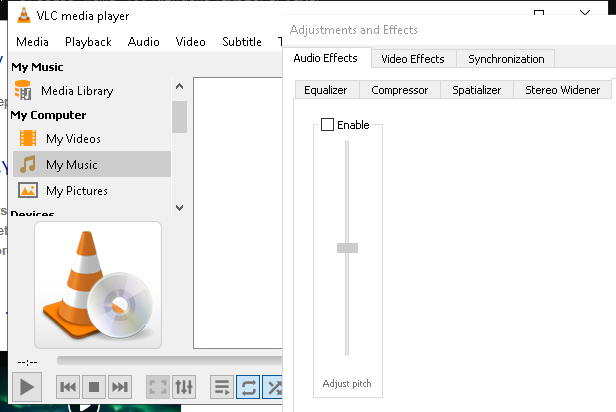 VLC media player
Media Playback Audio Video Subtitle
My Music
Media Library
My Computer
My Videos
My Music
My Pictures
Devices
--:--
Adjustments and Effects
Audio Effects Video Effects Synchronization
Equalizer Compressor Spatializer Stereo Widener
Enable
Adjust pitch